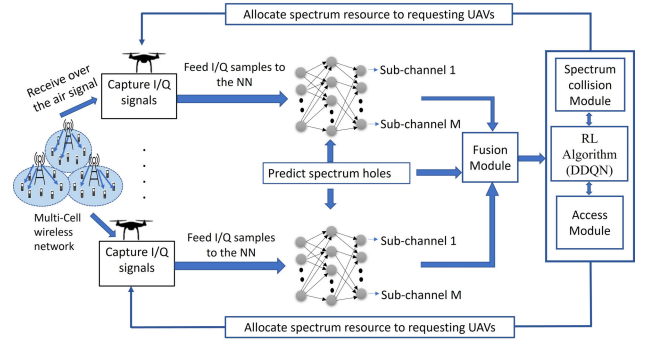 Allocate spectrum resource to requesting UAVs
Receive over
the air signal
Capture I/Q
signals
Feed I/Q samples to
the NN
Sub-channel 1
Sub-channel M
Spectrum
collision
Module
RL
Algorithm
(DDQN)
Access
Module
Fusion
Module
Predict spectrum holes
Multi-Cell
wireless
network
Capture I/Q
signals
Feed I/Q samples
to the NN
Sub-channel 1
Sub-channel M
Allocate spectrum resource to requesting UAVs